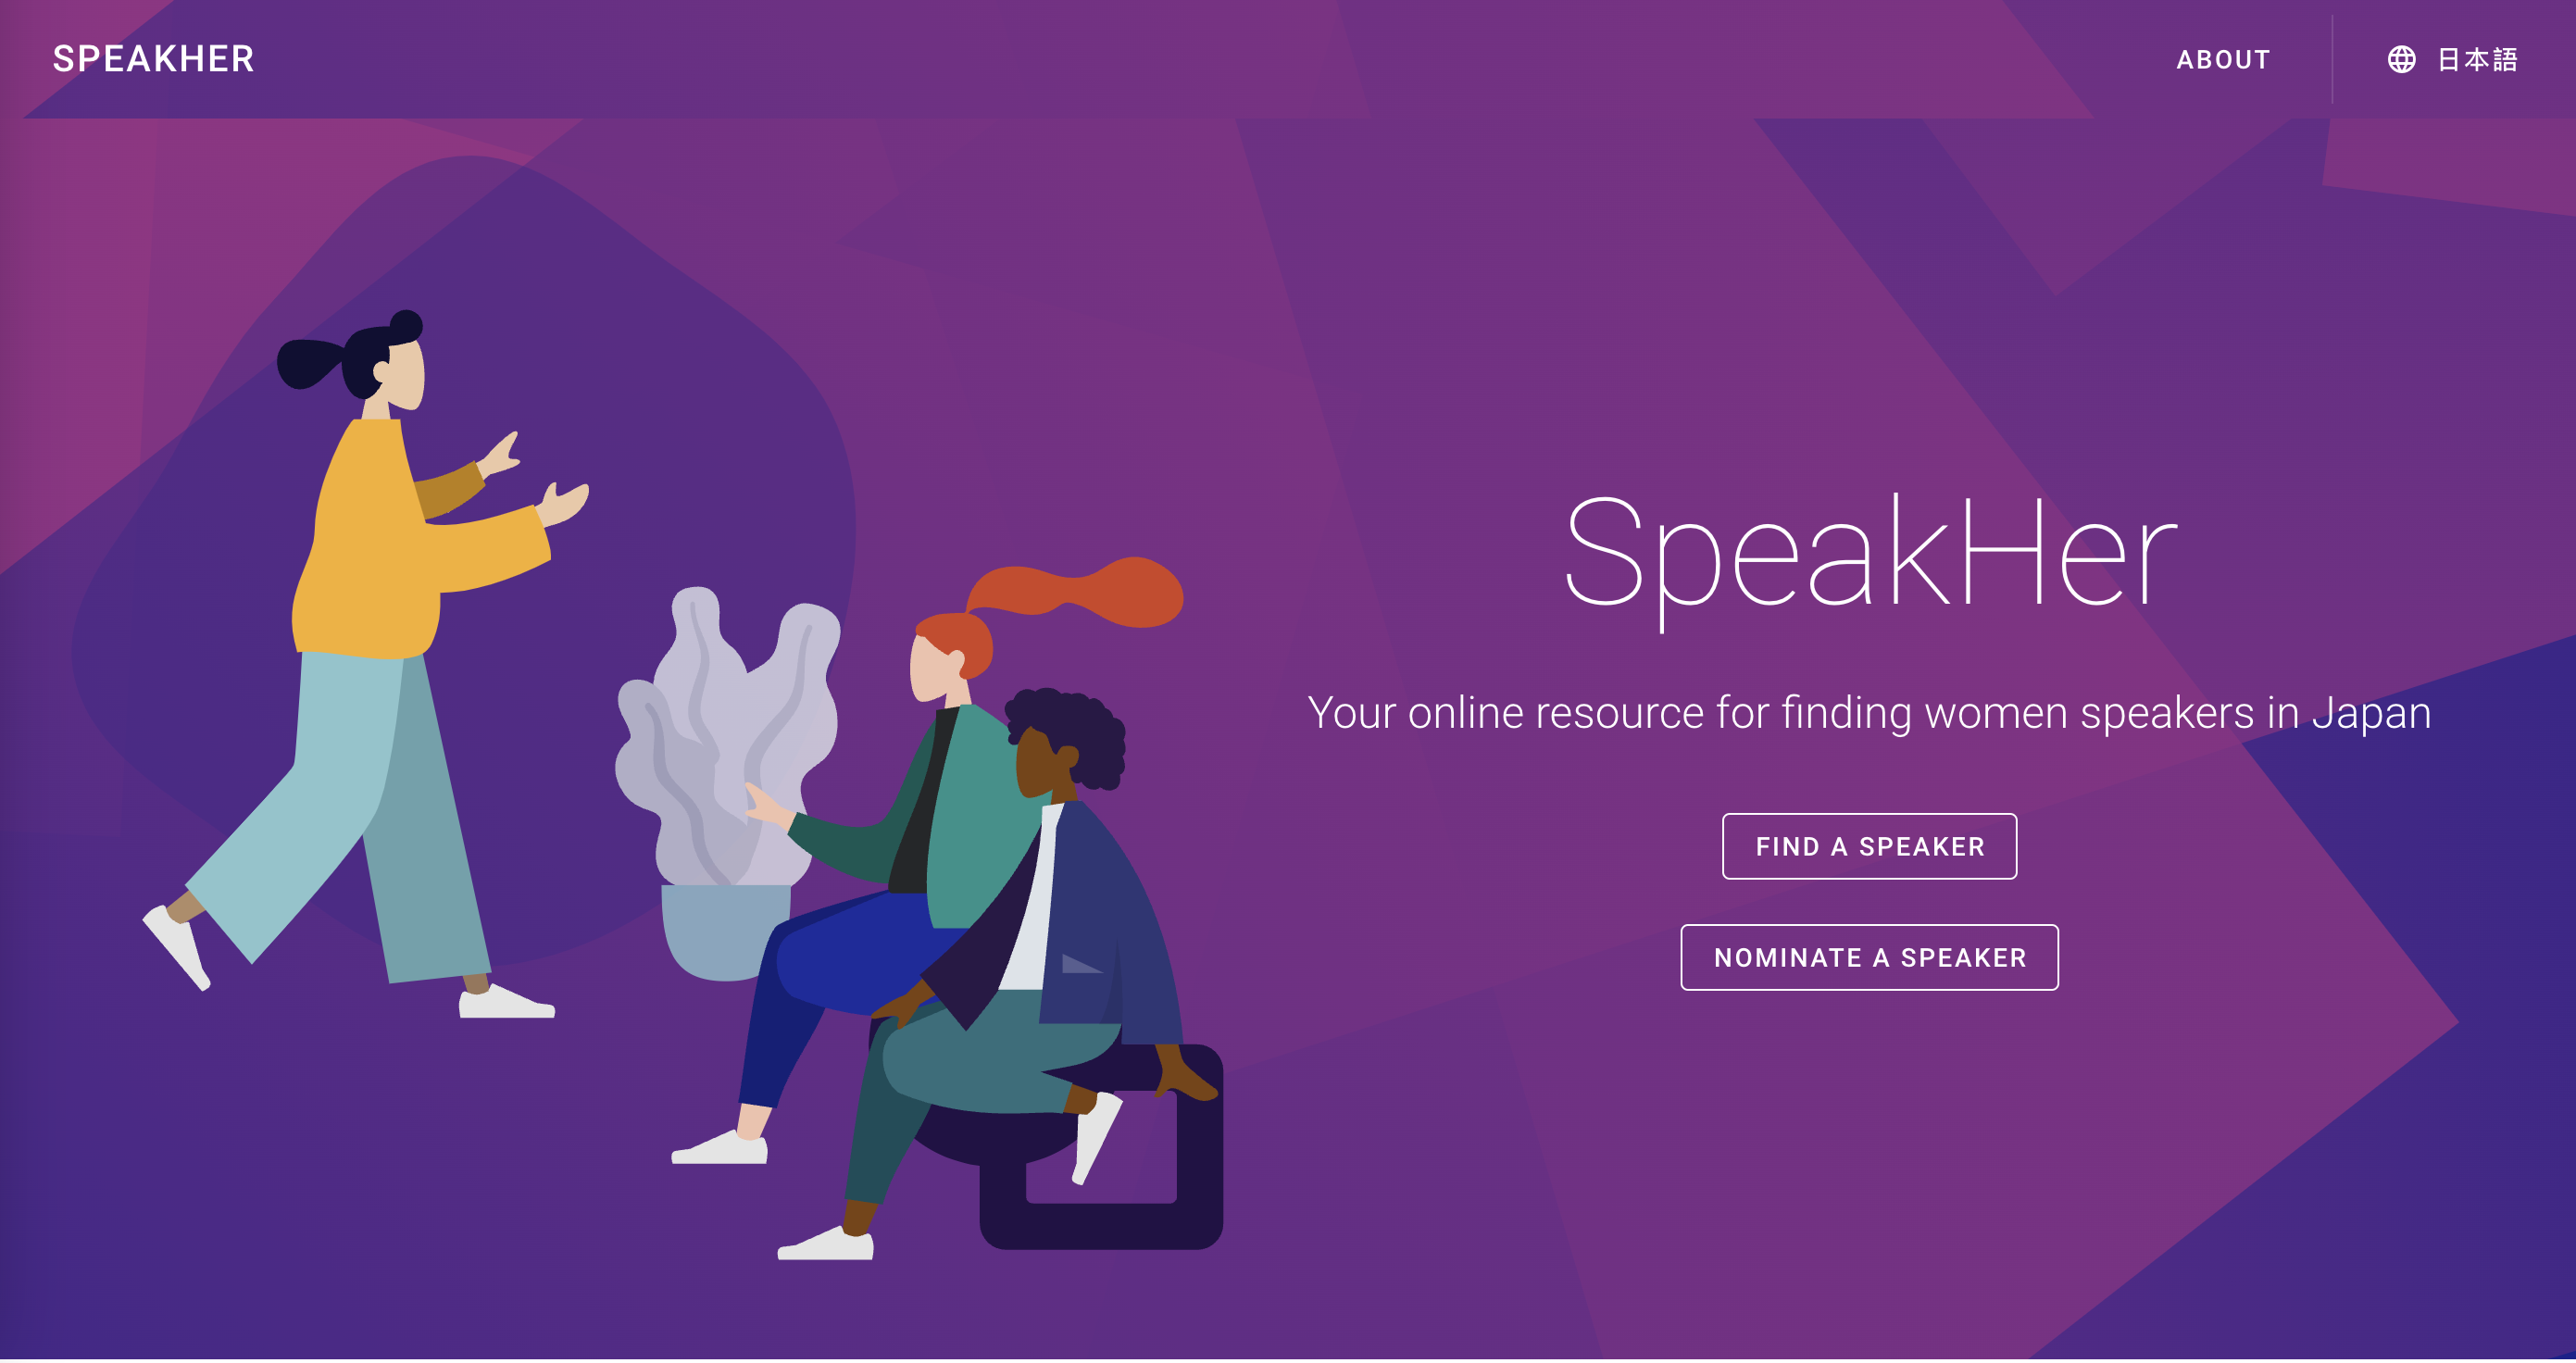 SPEAKHER
ABOUT
日本語
SpeakHer
Your online resource for finding women speakers in Japan
FIND A SPEAKER
NOMINATE A SPEAKER